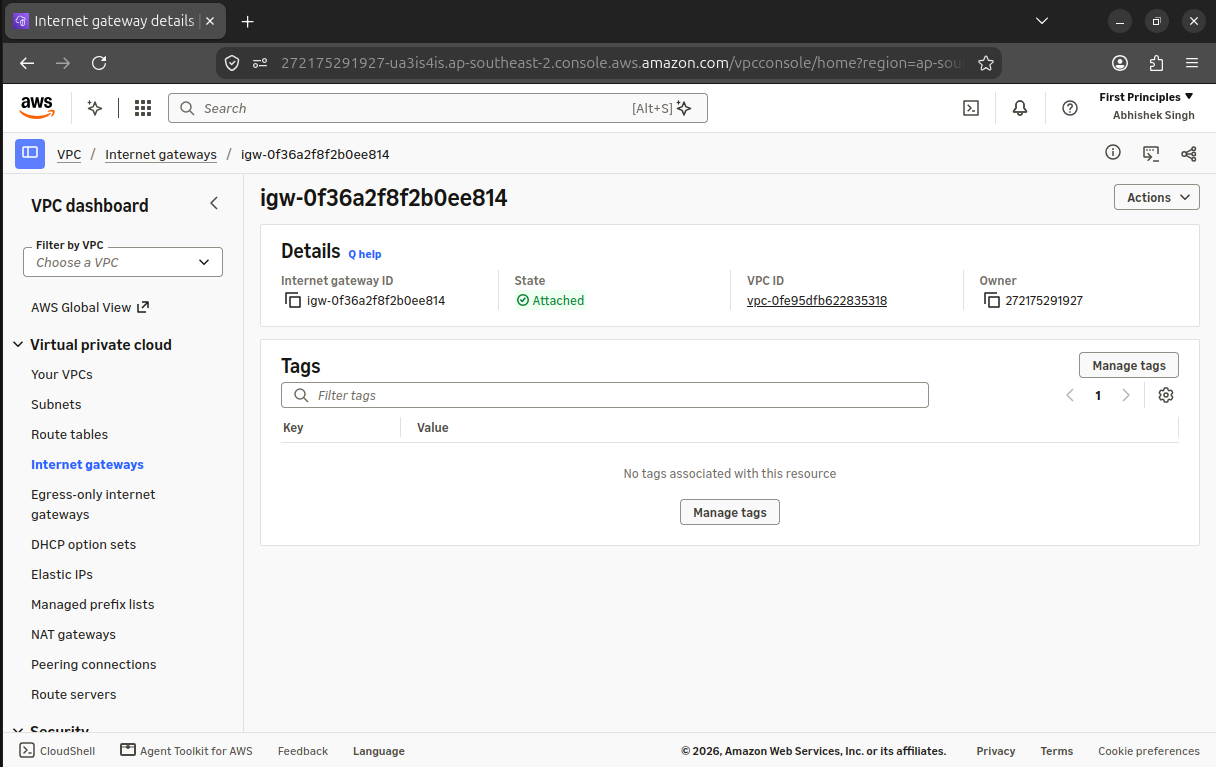 Internet gateway details |
272175291927-ua3is4is.ap-southeast-2.console.aws.amazon.com/vpcconsole/home?region=ap-sou
aws
Search
[Alt+S]
First Principles
Abhishek Singh
VPC / Internet gateways / igw-0f36a2f8f2b0ee814
VPC dashboard
Filter by VPC
Choose a VPC
AWS Global View
Virtual private cloud
Your VPCs
Subnets
Route tables
Internet gateways
Egress-only internet
gateways
DHCP option sets
Elastic IPs
Managed prefix lists
NAT gateways
Peering connections
Route servers
Security
igw-0f36a2f8f2b0ee814
Actions
Details
Q help
Internet gateway ID
igw-0f36a2f8f2b0ee814
State
Attached
VPC ID
vpc-0fe95dfb622835318
Owner
272175291927
Tags
Manage tags
Filter tags
1
Key
Value
No tags associated with this resource
Manage tags
CloudShell
Agent Toolkit for AWS
Feedback
Language
© 2026, Amazon Web Services, Inc. or its affiliates.
Privacy
Terms
Cookie preferences